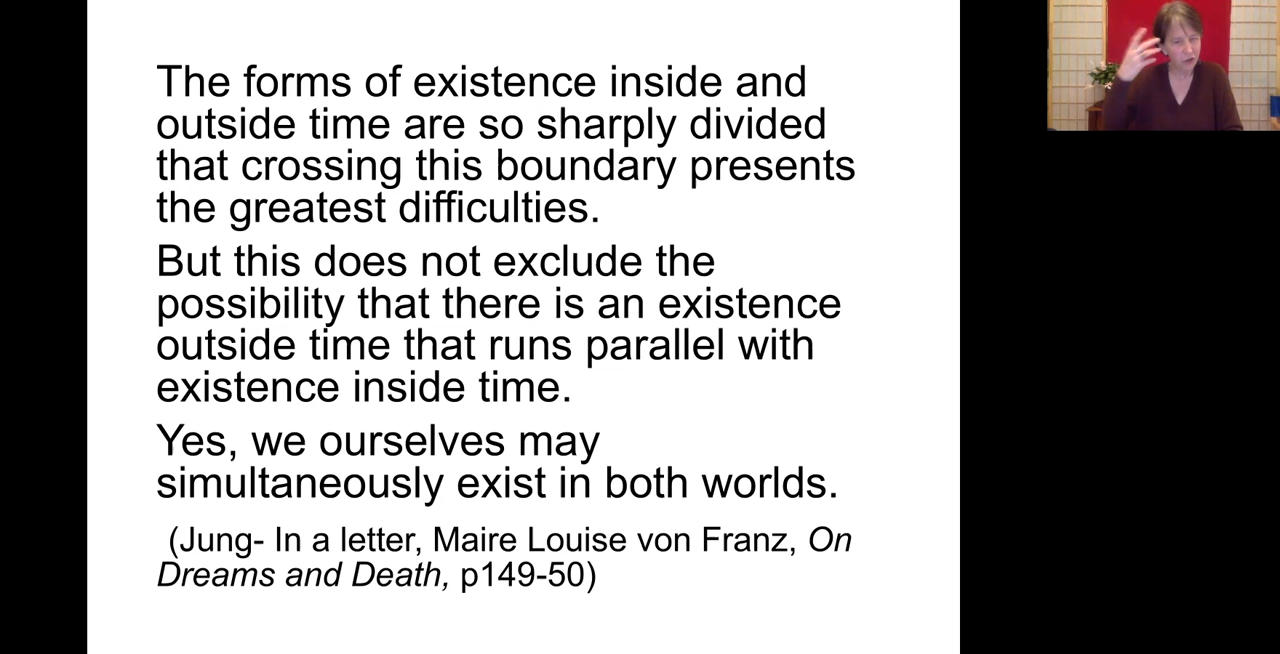 The forms of existence inside and
outside time are so sharply divided
that crossing this boundary presents
the greatest difficulties.
But this does not exclude the
possibility that there is an existence
outside time that runs parallel with
existence inside time.
Yes, we ourselves may
simultaneously exist in both worlds.
(Jung- In a letter, Maire Louise von Franz, On
Dreams and Death, p149-50)